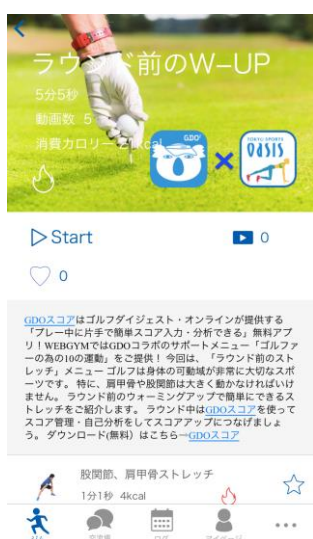 ラウンド前のW-UP
5分5秒
動画数 5
消費カロリー 21kcal
GDO
TOKYU SPORTS
OASIS
Start
0
0
GDOスコアはゴルフダイジェスト・オンラインが提供する
「プレー中に片手で簡単スコア入力・分析できる」無料アプ
リ！WEBGYMではGDOコラボのサポートメニュー「ゴルファ
ーの為の10の運動」をご提供！ 今回は、「ラウンド前のスト
レッチ」メニュー ゴルフは身体の可動域が非常に大切なスポ
ーツです。 特に、肩甲骨や股関節は大きく動かなければいけ
ません。 ラウンド前のウォーミングアップで簡単にできるス
トレッチをご紹介します。 ラウンド中はGDOスコアを使って
スコア管理・自己分析をしてスコアアップにつなげましょ
う。 ダウンロード(無料）はこちら→GDOスコア
股関節、肩甲骨ストレッチ
1分1秒 4kcal
ログ
マイページ